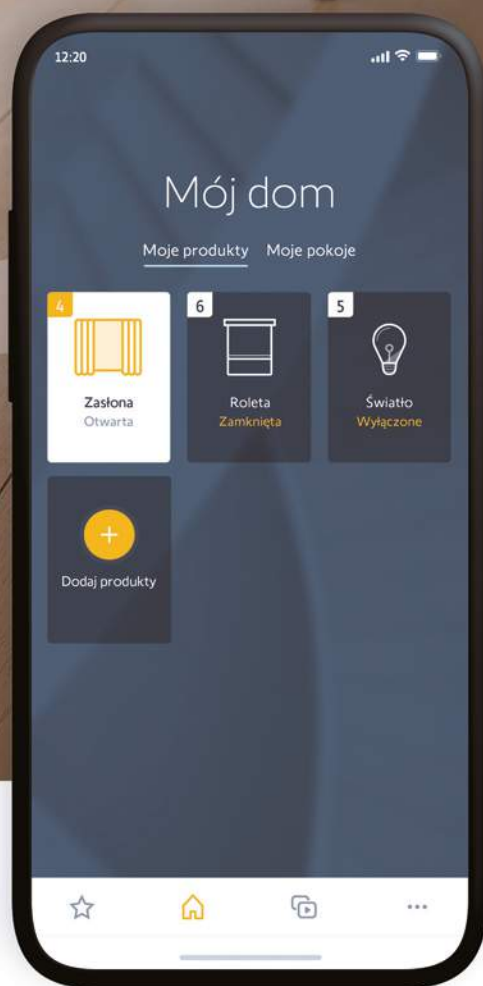 12:20
Mój dom
Moje produkty Moje pokoje
4 6 5
Zasłona Roleta Światło
Otwarta Zamknięta Wyłączone
Dodaj produkty